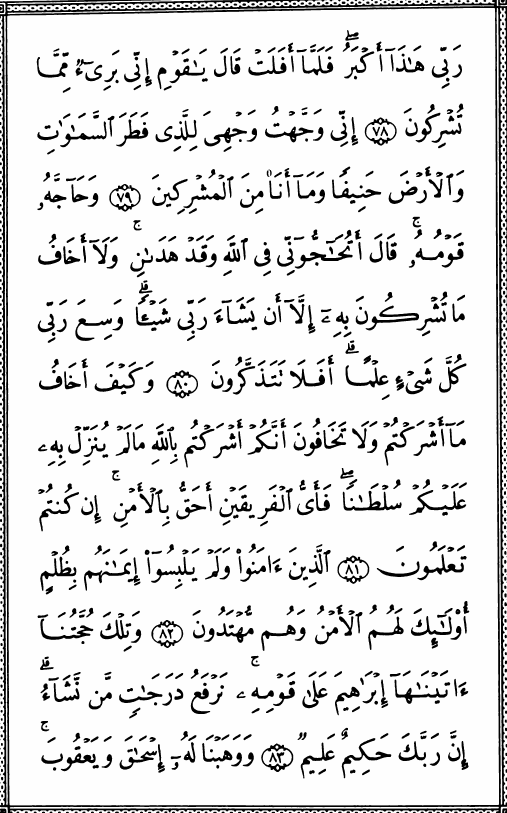 رَبِّي هَٰذَآ أَكۡبَرُۖ فَلَمَّآ أَفَلَتۡ قَالَ يَٰقَوۡمِ إِنِّي بَرِيٓءٞ مِّمَّا
تُشۡرِكُونَ ٧٨ إِنِّي وَجَّهۡتُ وَجۡهِيَ لِلَّذِي فَطَرَ ٱلسَّمَٰوَٰتِ
وَٱلۡأَرۡضَ حَنِيفٗا وَمَآ أَنَا۠ مِنَ ٱلۡمُشۡرِكِينَ ٧٩ وَحَآجَّهُۥ
قَوۡمُهُۥۚ قَالَ أَتُحَٰٓجُّوٓنِّي فِي ٱللَّهِ وَقَدۡ هَدَىٰنِۚ وَلَآ أَخَافُ
مَا تُشۡرِكُونَ بِهِۦٓ إِلَّآ أَن يَشَآءَ رَبِّي شَيۡـٔٗاۗ وَسِعَ رَبِّي
كُلَّ شَيۡءٍ عِلۡمًاۗ أَفَلَا تَتَذَكَّرُونَ ٨٠ وَكَيۡفَ أَخَافُ
مَآ أَشۡرَكۡتُمۡ وَلَا تَخَافُونَ أَنَّكُمۡ أَشۡرَكۡتُم بِٱللَّهِ مَا لَمۡ يُنَزِّلۡ بِهِۦ
عَلَيۡكُمۡ سُلۡطَٰنٗاۚ فَأَيُّ ٱلۡفَرِيقَيۡنِ أَحَقُّ بِٱلۡأَمۡنِۖ إِن كُنتُمۡ
تَعۡلَمُونَ ٨١ ٱلَّذِينَ ءَامَنُواْ وَلَمۡ يَلۡبِسُوٓاْ إِيمَٰنَهُم بِظُلۡمٍ
أُوْلَٰٓئِكَ لَهُمُ ٱلۡأَمۡنُ وَهُم مُّهۡتَدُونَ ٨٢ وَتِلۡكَ حُجَّتُنَآ
ءَاتَيۡنَٰهَآ إِبۡرَٰهِيمَ عَلَىٰ قَوۡمِهِۦۚ نَرۡفَعُ دَرَجَٰتٖ مَّن نَّشَآءُۗ
إِنَّ رَبَّكَ حَكِيمٌ عَلِيمٞ ٨٣ وَوَهَبۡنَا لَهُۥٓ إِسۡحَٰقَ وَيَعۡقُوبَۚ